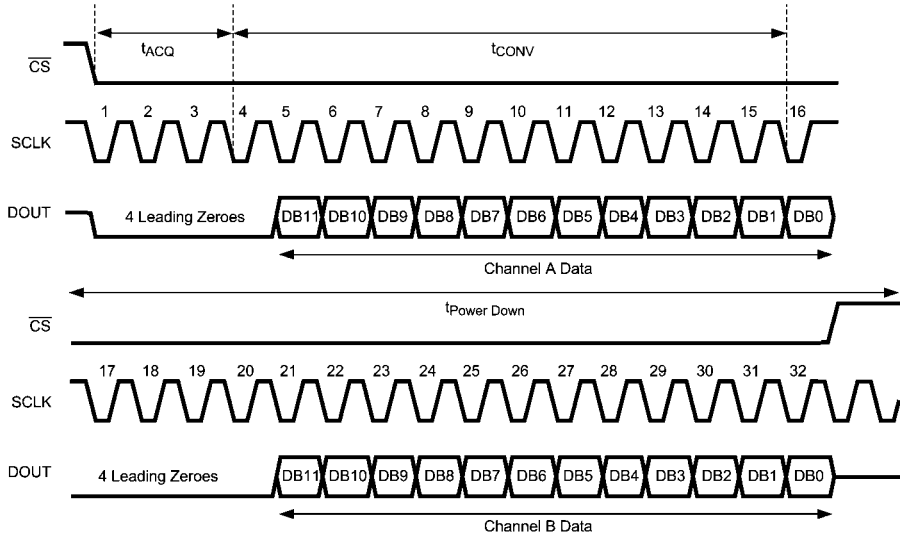 tACQ tCONV
CS
1 2 3 4 5 6 7 8 9 10 11 12 13 14 15 16
SCLK
DOUT 4 Leading Zeroes DB11 DB10 DB9 DB8 DB7 DB6 DB5 DB4 DB3 DB2 DB1 DB0
Channel A Data
tPower Down
CS
17 18 19 20 21 22 23 24 25 26 27 28 29 30 31 32
SCLK
DOUT 4 Leading Zeroes DB11 DB10 DB9 DB8 DB7 DB6 DB5 DB4 DB3 DB2 DB1 DB0
Channel B Data